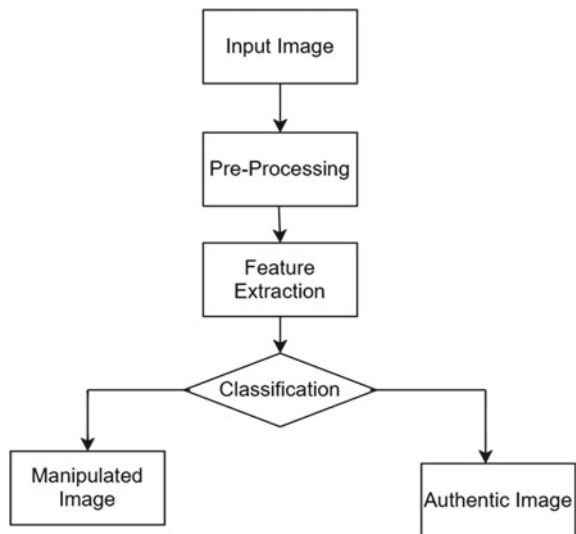 Input Image
Pre-Processing
Feature
Extraction
Classification
Manipulated
Image
Authentic Image